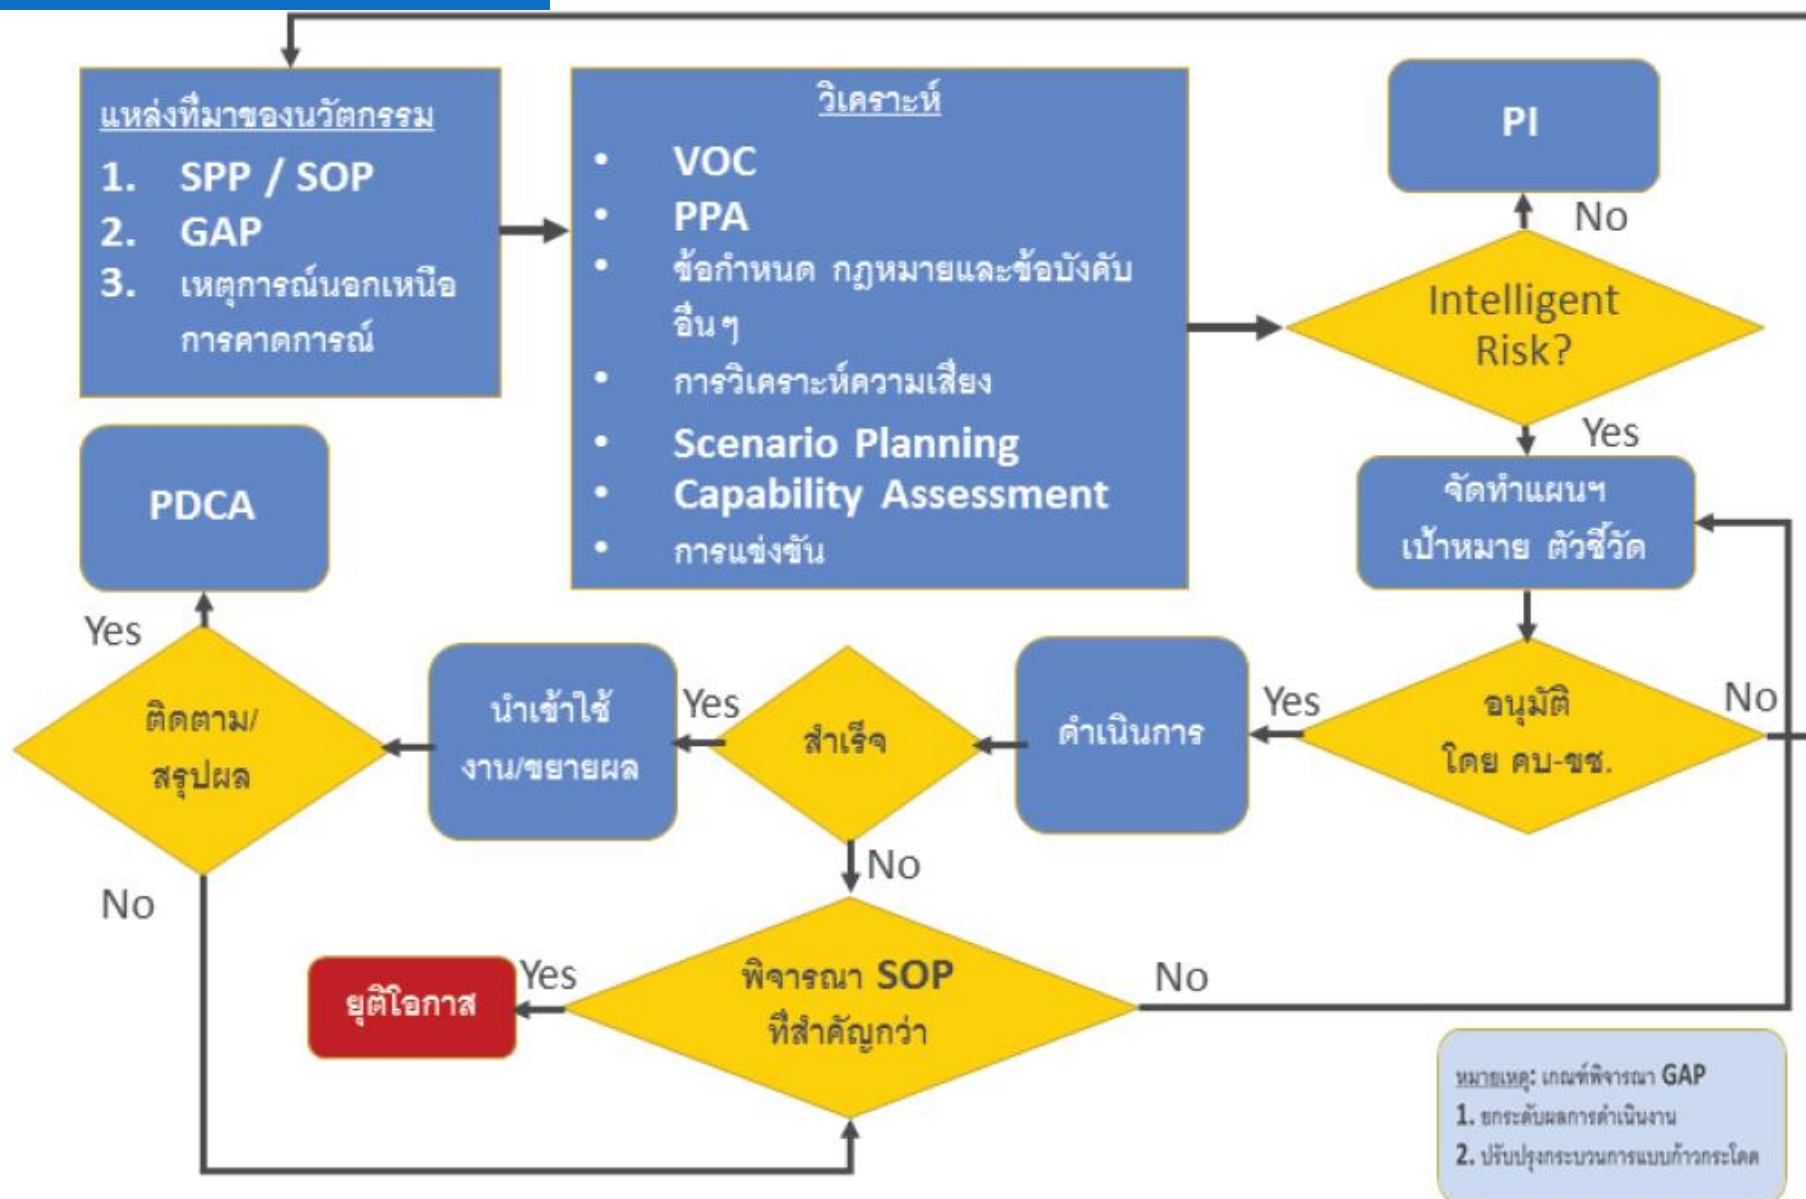 แหล่งที่มาของนวัตกรรม
1. SPP / SOP
2. GAP
3. เหตุการณ์นอกเหนือ
การคาดการณ์
วิเคราะห์
• VOC
• PPA
• ข้อกำหนด กฎหมายและข้อบังคับ
อื่นๆ
• การวิเคราะห์ความเสี่ยง
• Scenario Planning
• Capability Assessment
• การแข่งขัน
PI
No
Intelligent
Risk?
Yes
จัดทำแผนฯ
เป้าหมาย ตัวชี้วัด
อนุมัติ
โดย คบ-ขช.
No
Yes
ดำเนินการ
สำเร็จ
Yes
No
นำเข้าใช้
งาน/ขยายผล
ติดตาม/
สรุปผล
Yes
No
PDCA
พิจารณา SOP
ที่สำคัญกว่า
Yes
No
ยุติโอกาส
หมายเหตุ: เกณฑ์พิจารณา GAP
1. ยกระดับผลการดำเนินงาน
2. ปรับปรุงกระบวนการแบบก้าวกระโดด